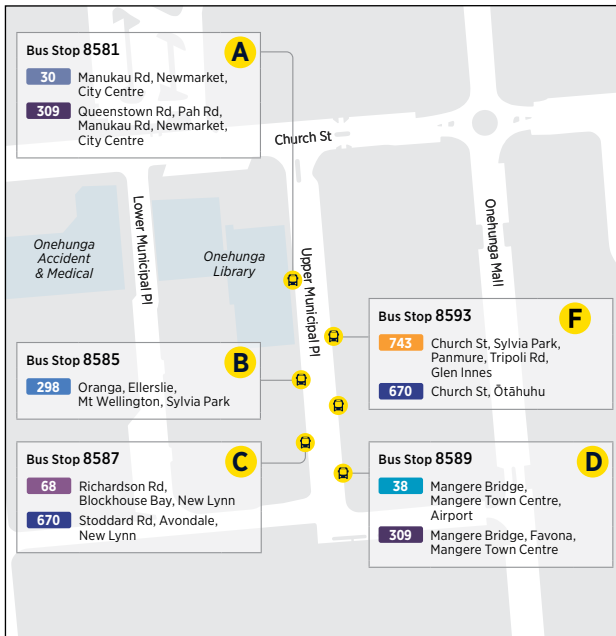 Bus Stop 8581
A
30
Manukau Rd, Newmarket,
City Centre
309
Queenstown Rd, Pah Rd,
Manukau Rd, Newmarket,
City Centre
Church St
Lower Municipal Pl
Onehunga Mall
Onehunga
Accident
& Medical
Onehunga
Library
Upper Municipal Pl
Bus Stop 8593
F
743
Church St, Sylvia Park,
Panmure, Tripoli Rd,
Glen Innes
670
Church St, Ōtāhuhu
Bus Stop 8585
B
298
Oranga, Ellerslie,
Mt Wellington, Sylvia Park
Bus Stop 8587
C
68
Richardson Rd,
Blockhouse Bay, New Lynn
670
Stoddard Rd, Avondale,
New Lynn
Bus Stop 8589
D
38
Mangere Bridge,
Mangere Town Centre,
Airport
309
Mangere Bridge, Favona,
Mangere Town Centre